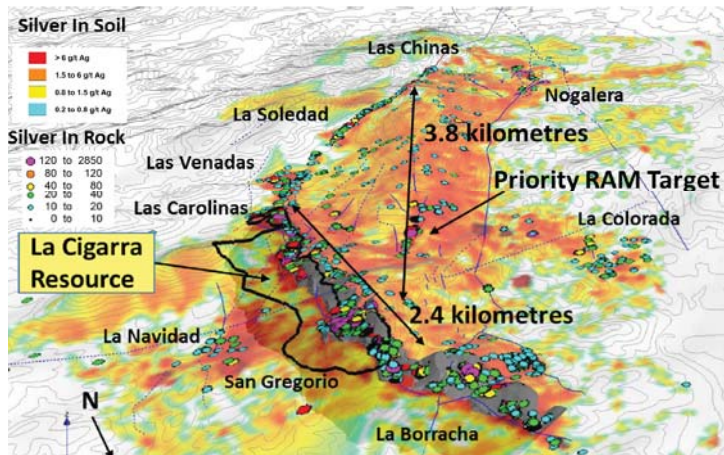 Silver In Soil
> 6 g/t Ag
1.5 to 6 g/t Ag
0.8 to 1.5 g/t Ag
0.2 to 0.8 g/t Ag
Silver In Rock
120 to 2850
80 to 120
40 to 80
20 to 40
10 to 20
0 to 10
Las Chinas
Nogalera
La Soledad
3.8 kilometres
Las Venadas
Priority RAM Target
Las Carolinas
La Colorada
La Cigarra
Resource
2.4 kilometres
La Navidad
San Gregorio
N
La Borracha